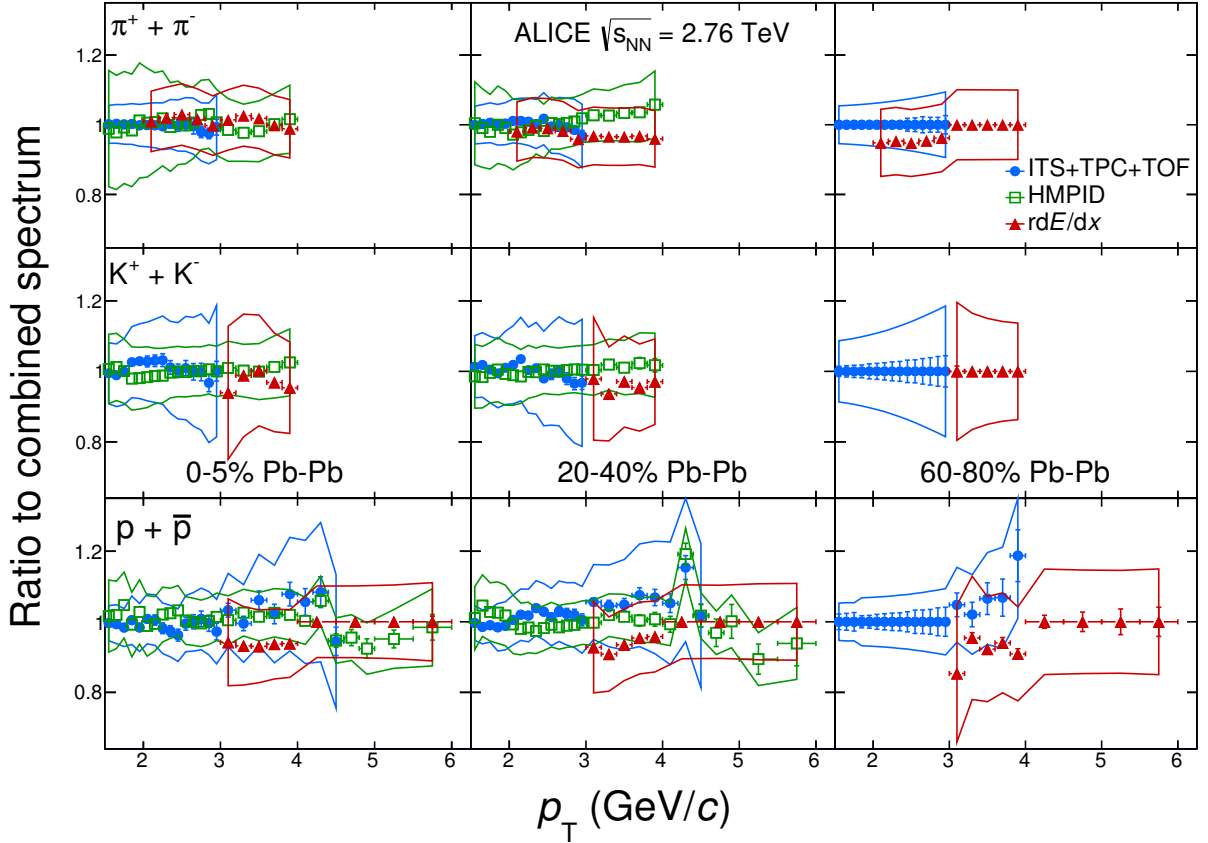 π⁺ + π⁻
ALICE √sNN = 2.76 TeV
1.2
1
0.8
ITS+TPC+TOF
HMPID
rdE/dx
K⁺ + K⁻
1.2
1
0.8
0-5% Pb-Pb
20-40% Pb-Pb
60-80% Pb-Pb
p + p̅
1.2
1
0.8
2 3 4 5 6
2 3 4 5 6
2 3 4 5 6
Ratio to combined spectrum
pT (GeV/c)